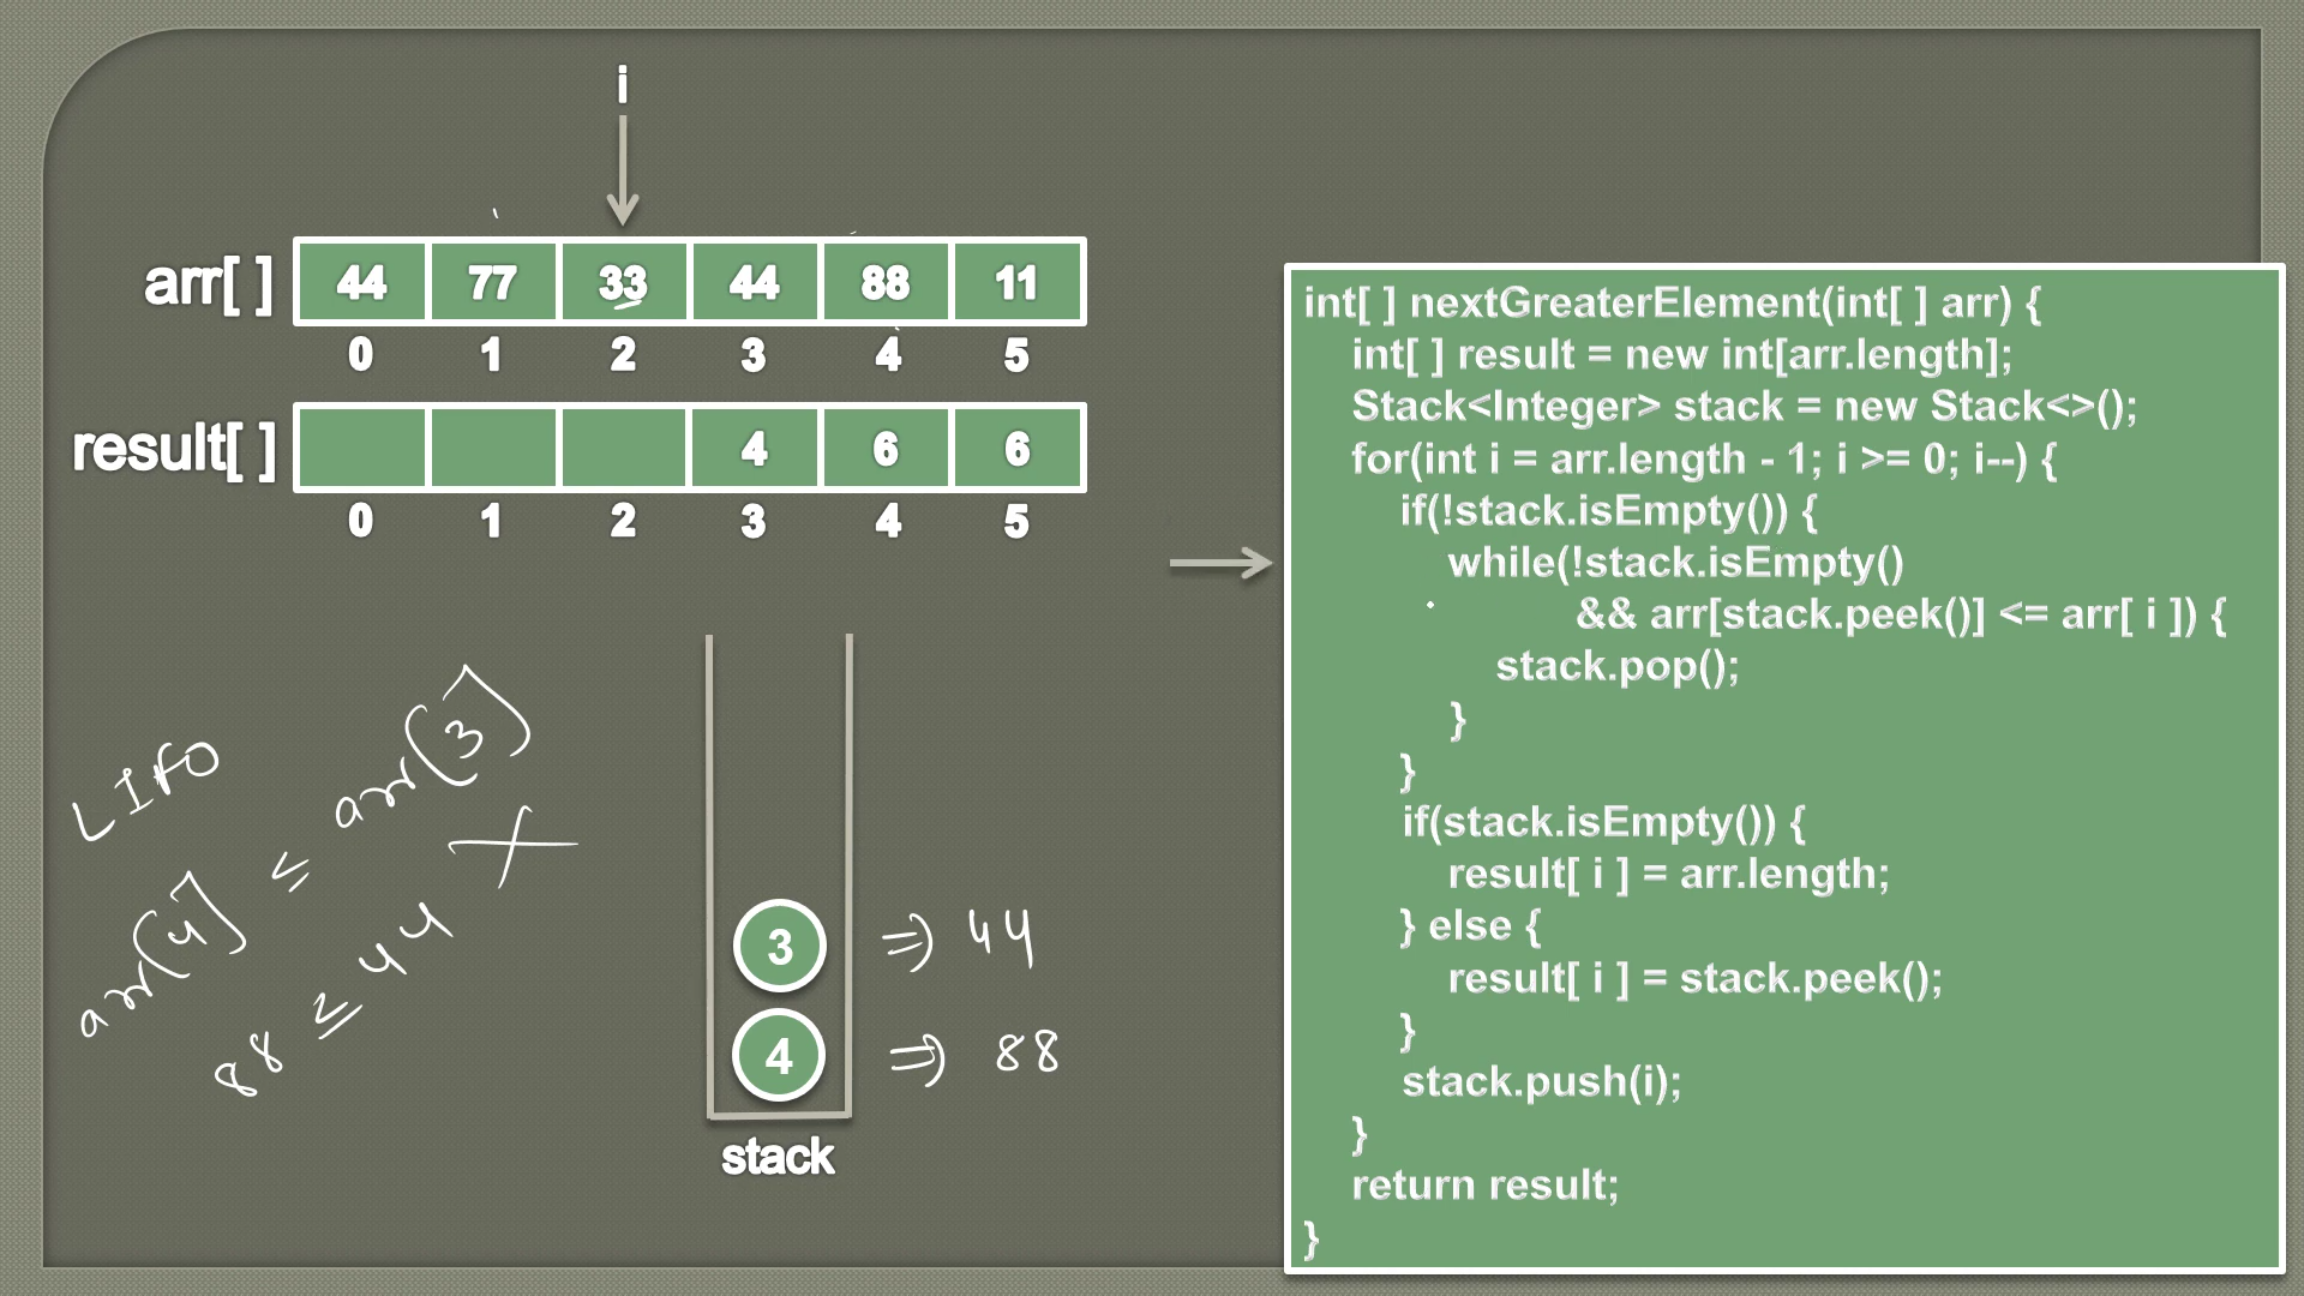 i
arr[ ] 44 77 33 44 88 11
0 1 2 3 4 5
result[ ] 4 6 6
0 1 2 3 4 5
LIFO
arr[4] ≤ arr[3]
88 ≥ 44 X
3 => 44
4 => 88
stack
int[ ] nextGreaterElement(int[ ] arr) {
int[ ] result = new int[arr.length];
Stack<Integer> stack = new Stack<>();
for(int i = arr.length - 1; i >= 0; i--) {
if(!stack.isEmpty()) {
while(!stack.isEmpty()
&& arr[stack.peek()] <= arr[ i ]) {
stack.pop();
}
}
if(stack.isEmpty()) {
result[ i ] = arr.length;
} else {
result[ i ] = stack.peek();
}
stack.push(i);
}
return result;
}